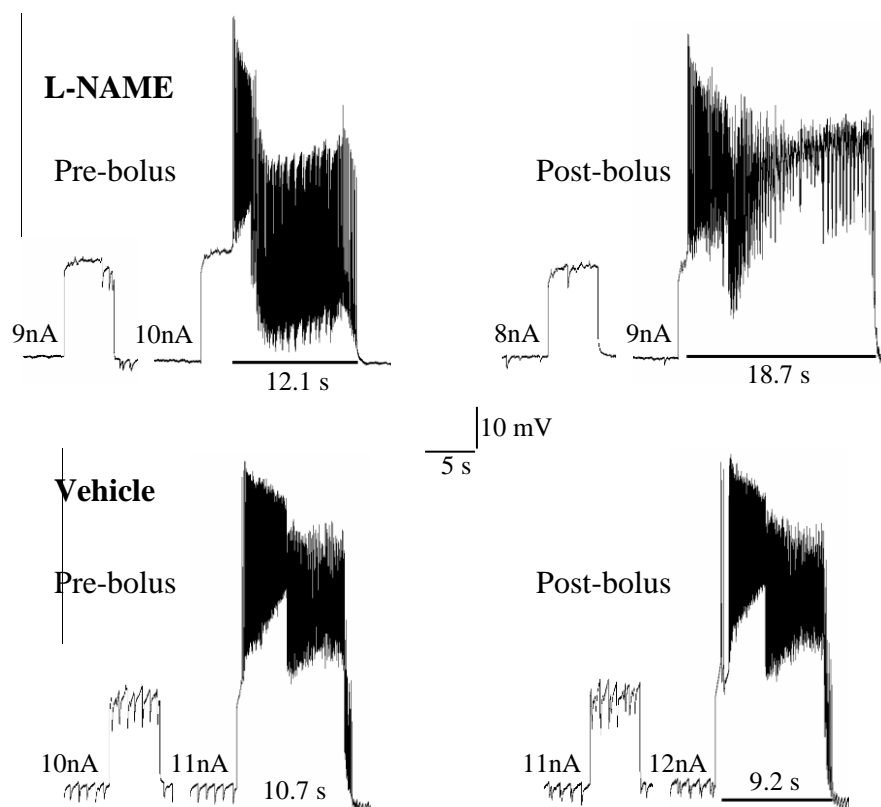 L-NAME
Pre-bolus
Post-bolus
9nA
10nA
8nA
9nA
12.1 s
18.7 s
10 mV
5 s
Vehicle
Pre-bolus
Post-bolus
10nA
11nA
10.7 s
11nA
12nA
9.2 s